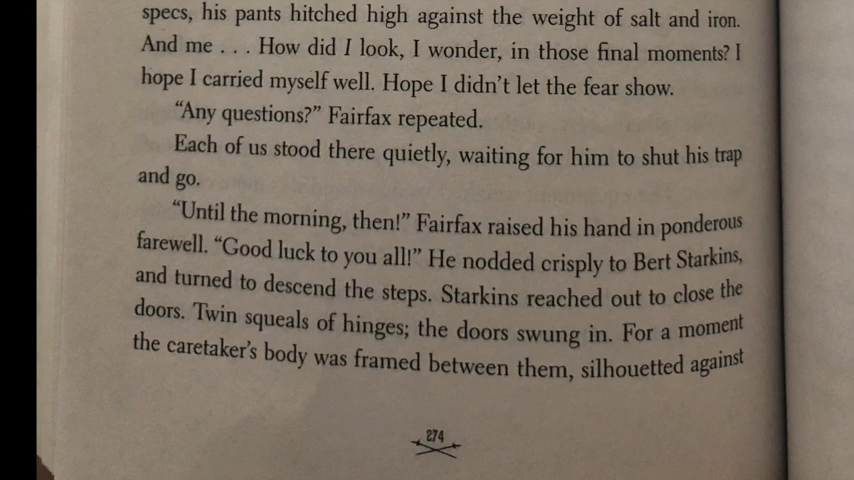 specs, his pants hitched high against the weight of salt and iron.
And me . . . How did I look, I wonder, in those final moments? I
hope I carried myself well. Hope I didn’t let the fear show.
“Any questions?” Fairfax repeated.
Each of us stood there quietly, waiting for him to shut his trap
and go.
“Until the morning, then!” Fairfax raised his hand in ponderous
farewell. “Good luck to you all!” He nodded crisply to Bert Starkins,
and turned to descend the steps. Starkins reached out to close the
doors. Twin squeals of hinges; the doors swung in. For a moment
the caretaker’s body was framed between them, silhouetted against
274